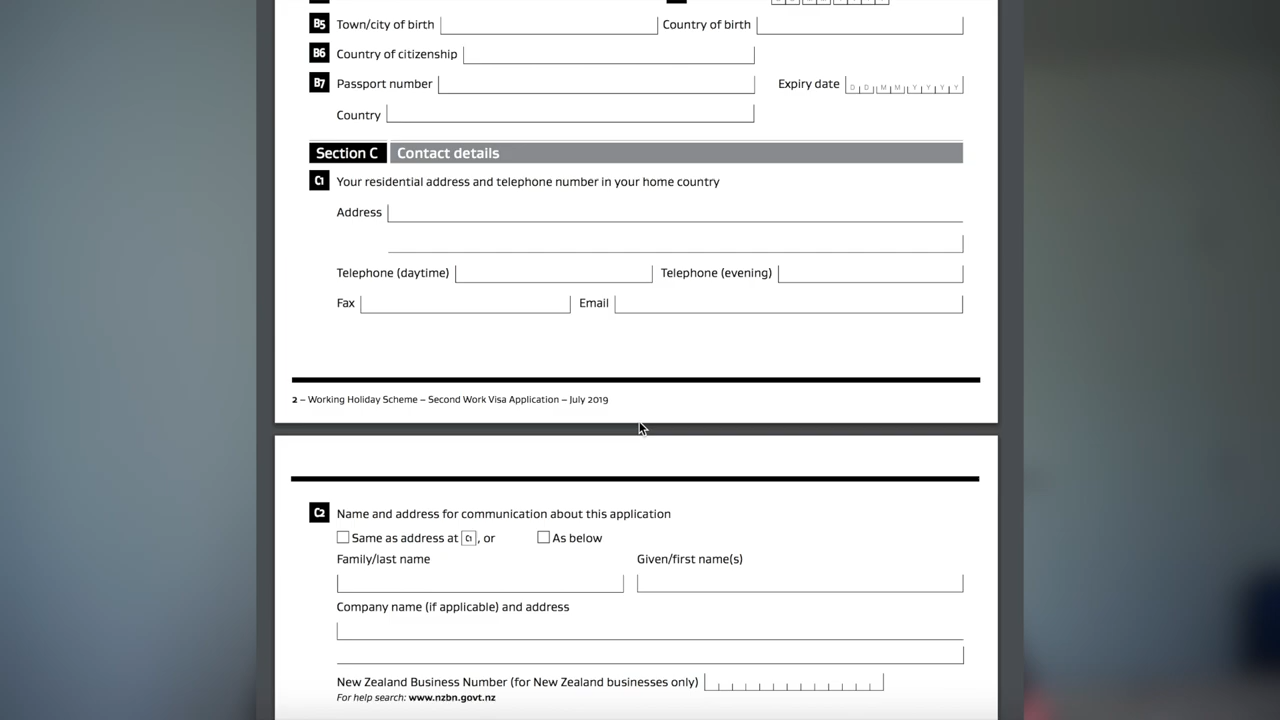 B5 Town/city of birth Country of birth
B6 Country of citizenship
B7 Passport number Expiry date D D M M Y Y Y Y
Country
Section C Contact details
C1 Your residential address and telephone number in your home country
Address
Telephone (daytime) Telephone (evening)
Fax Email
2 – Working Holiday Scheme – Second Work Visa Application – July 2019
C2 Name and address for communication about this application
Same as address at C1, or As below
Family/last name Given/first name(s)
Company name (if applicable) and address
New Zealand Business Number (for New Zealand businesses only)
For help search: www.nzbn.govt.nz